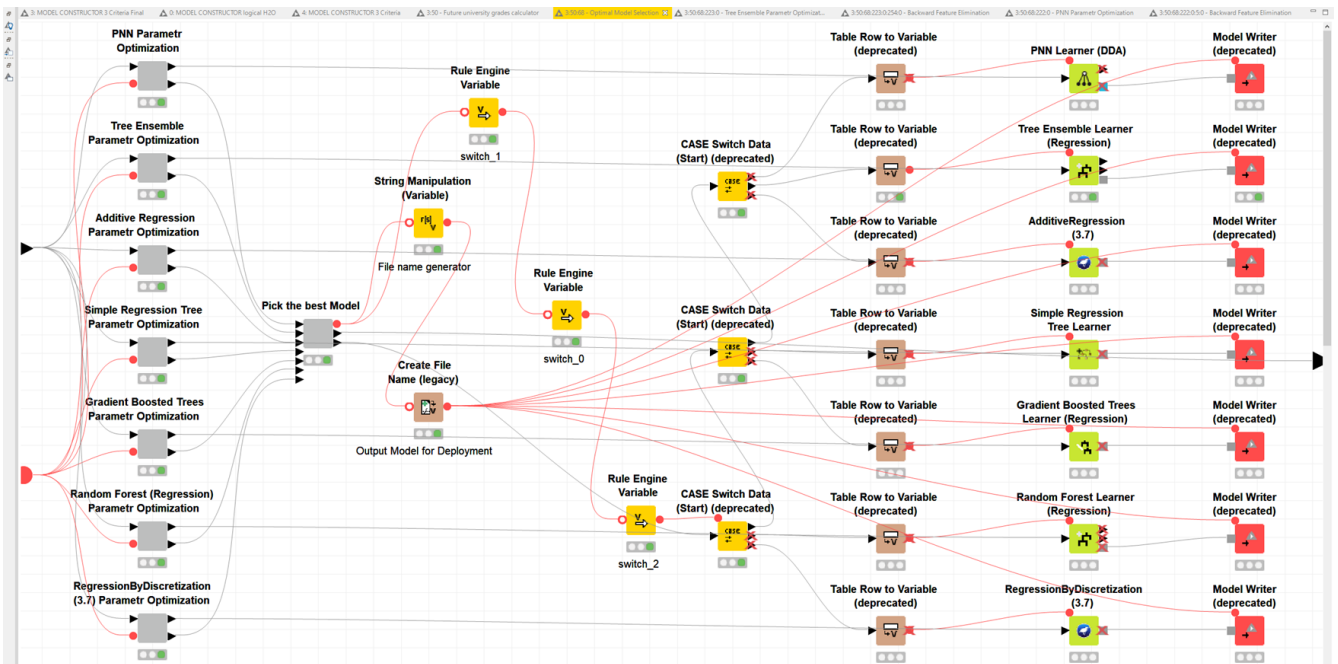 3: MODEL CONSTRUCTOR 3 Criteria Final
0: MODEL CONSTRUCTOR logical H2O
4: MODEL CONSTRUCTOR 3 Criteria
3:50 - Future university grades calculator
3:50:68 - Optimal Model Selection
3:50:68:223:0 - Tree Ensemble Parametr Optimizat...
3:50:68:223:0:254:0 - Backward Feature Elimination
3:50:68:222:0 - PNN Parametr Optimization
3:50:68:222:0:5:0 - Backward Feature Elimination
PNN Parametr
Optimization
Tree Ensemble
Parametr Optimization
Additive Regression
Parametr Optimization
Simple Regression Tree
Parametr Optimization
Gradient Boosted Trees
Parametr Optimization
Random Forest (Regression)
Parametr Optimization
RegressionByDiscretization
(3.7) Parametr Optimization
Pick the best Model
Rule Engine
Variable
switch_1
String Manipulation
(Variable)
File name generator
Create File
Name (legacy)
Output Model for Deployment
Rule Engine
Variable
switch_0
Rule Engine
Variable
switch_2
CASE Switch Data
(Start) (deprecated)
CASE
CASE Switch Data
(Start) (deprecated)
CASE
CASE Switch Data
(Start) (deprecated)
CASE
Table Row to Variable
(deprecated)
PNN Learner (DDA)
Model Writer
(deprecated)
Table Row to Variable
(deprecated)
Tree Ensemble Learner
(Regression)
Model Writer
(deprecated)
Table Row to Variable
(deprecated)
AdditiveRegression
(3.7)
Model Writer
(deprecated)
Table Row to Variable
(deprecated)
Simple Regression
Tree Learner
Model Writer
(deprecated)
Table Row to Variable
(deprecated)
Gradient Boosted Trees
Learner (Regression)
Model Writer
(deprecated)
Table Row to Variable
(deprecated)
Random Forest Learner
(Regression)
Model Writer
(deprecated)
Table Row to Variable
(deprecated)
RegressionByDiscretization
(3.7)
Model Writer
(deprecated)